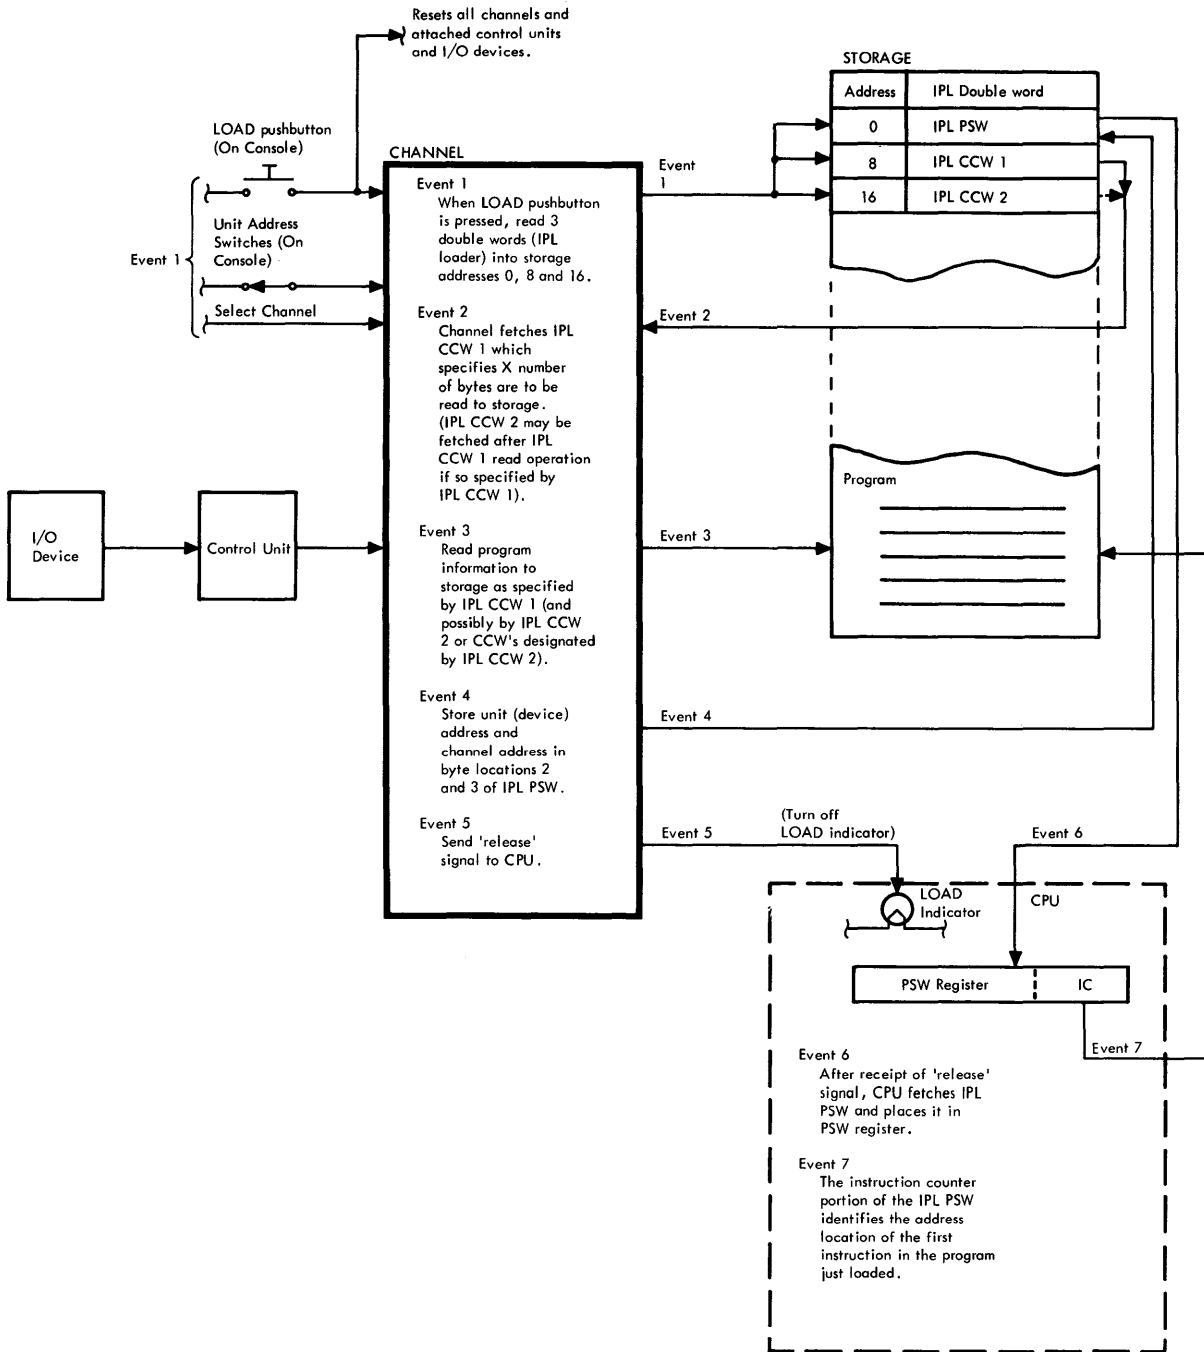 Resets all channels and
attached control units
and I/O devices.
LOAD pushbutton
(On Console)
Event 1
Unit Address
Switches (On
Console)
Select Channel
I/O
Device
Control Unit
CHANNEL
Event 1
When LOAD pushbutton
is pressed, read 3
double words (IPL
loader) into storage
addresses 0, 8 and 16.
Event 2
Channel fetches IPL
CCW 1 which
specifies X number
of bytes are to be
read to storage.
(IPL CCW 2 may be
fetched after IPL
CCW 1 read operation
if so specified by
IPL CCW 1).
Event 3
Read program
information to
storage as specified
by IPL CCW 1 (and
possibly by IPL CCW
2 or CCW's designated
by IPL CCW 2).
Event 4
Store unit (device)
address and
channel address in
byte locations 2
and 3 of IPL PSW.
Event 5
Send 'release'
signal to CPU.
Event
1
Event 2
Event 3
Event 4
Event 5
(Turn off
LOAD indicator)
Event 6
STORAGE
Address IPL Double word
0 IPL PSW
8 IPL CCW 1
16 IPL CCW 2
Program
LOAD
Indicator
CPU
PSW Register IC
Event 7
Event 6
After receipt of 'release'
signal, CPU fetches IPL
PSW and places it in
PSW register.
Event 7
The instruction counter
portion of the IPL PSW
identifies the address
location of the first
instruction in the program
just loaded.